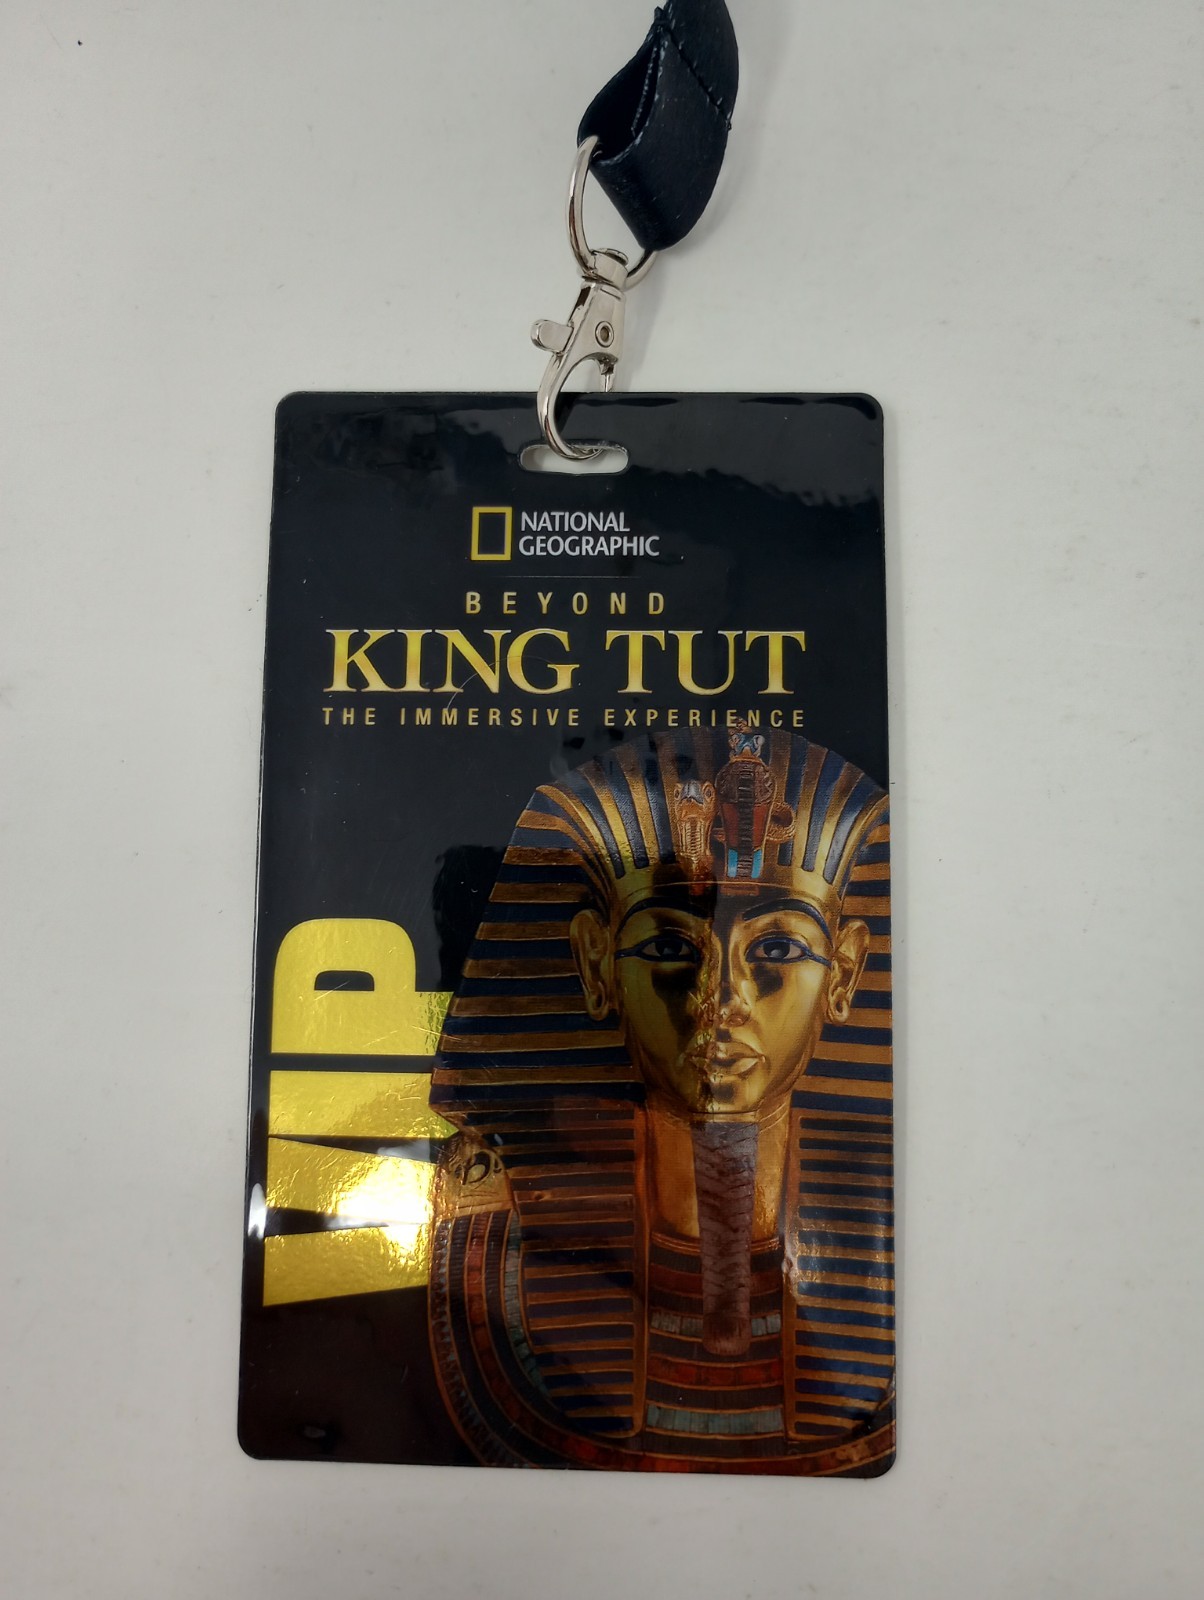 NATIONAL
GEOGRAPHIC
BEYOND
KING TUT
THE IMMERSIVE EXPERIENCE
VIP